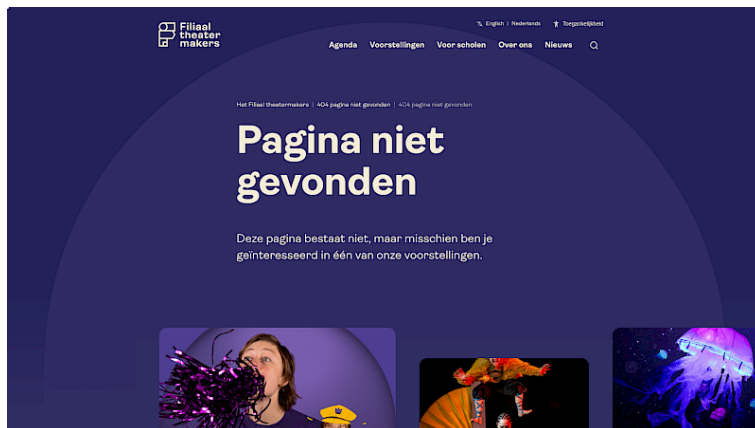 Filiaal
theater
makers
English | Nederlands
Toegankelijkheid
Agenda Voorstellingen Voor scholen Over ons Nieuws
Het Filiaal theatermakers | 404 pagina niet gevonden | 404 pagina niet gevonden
Pagina niet
gevonden
Deze pagina bestaat niet, maar misschien ben je
geïnteresseerd in één van onze voorstellingen.